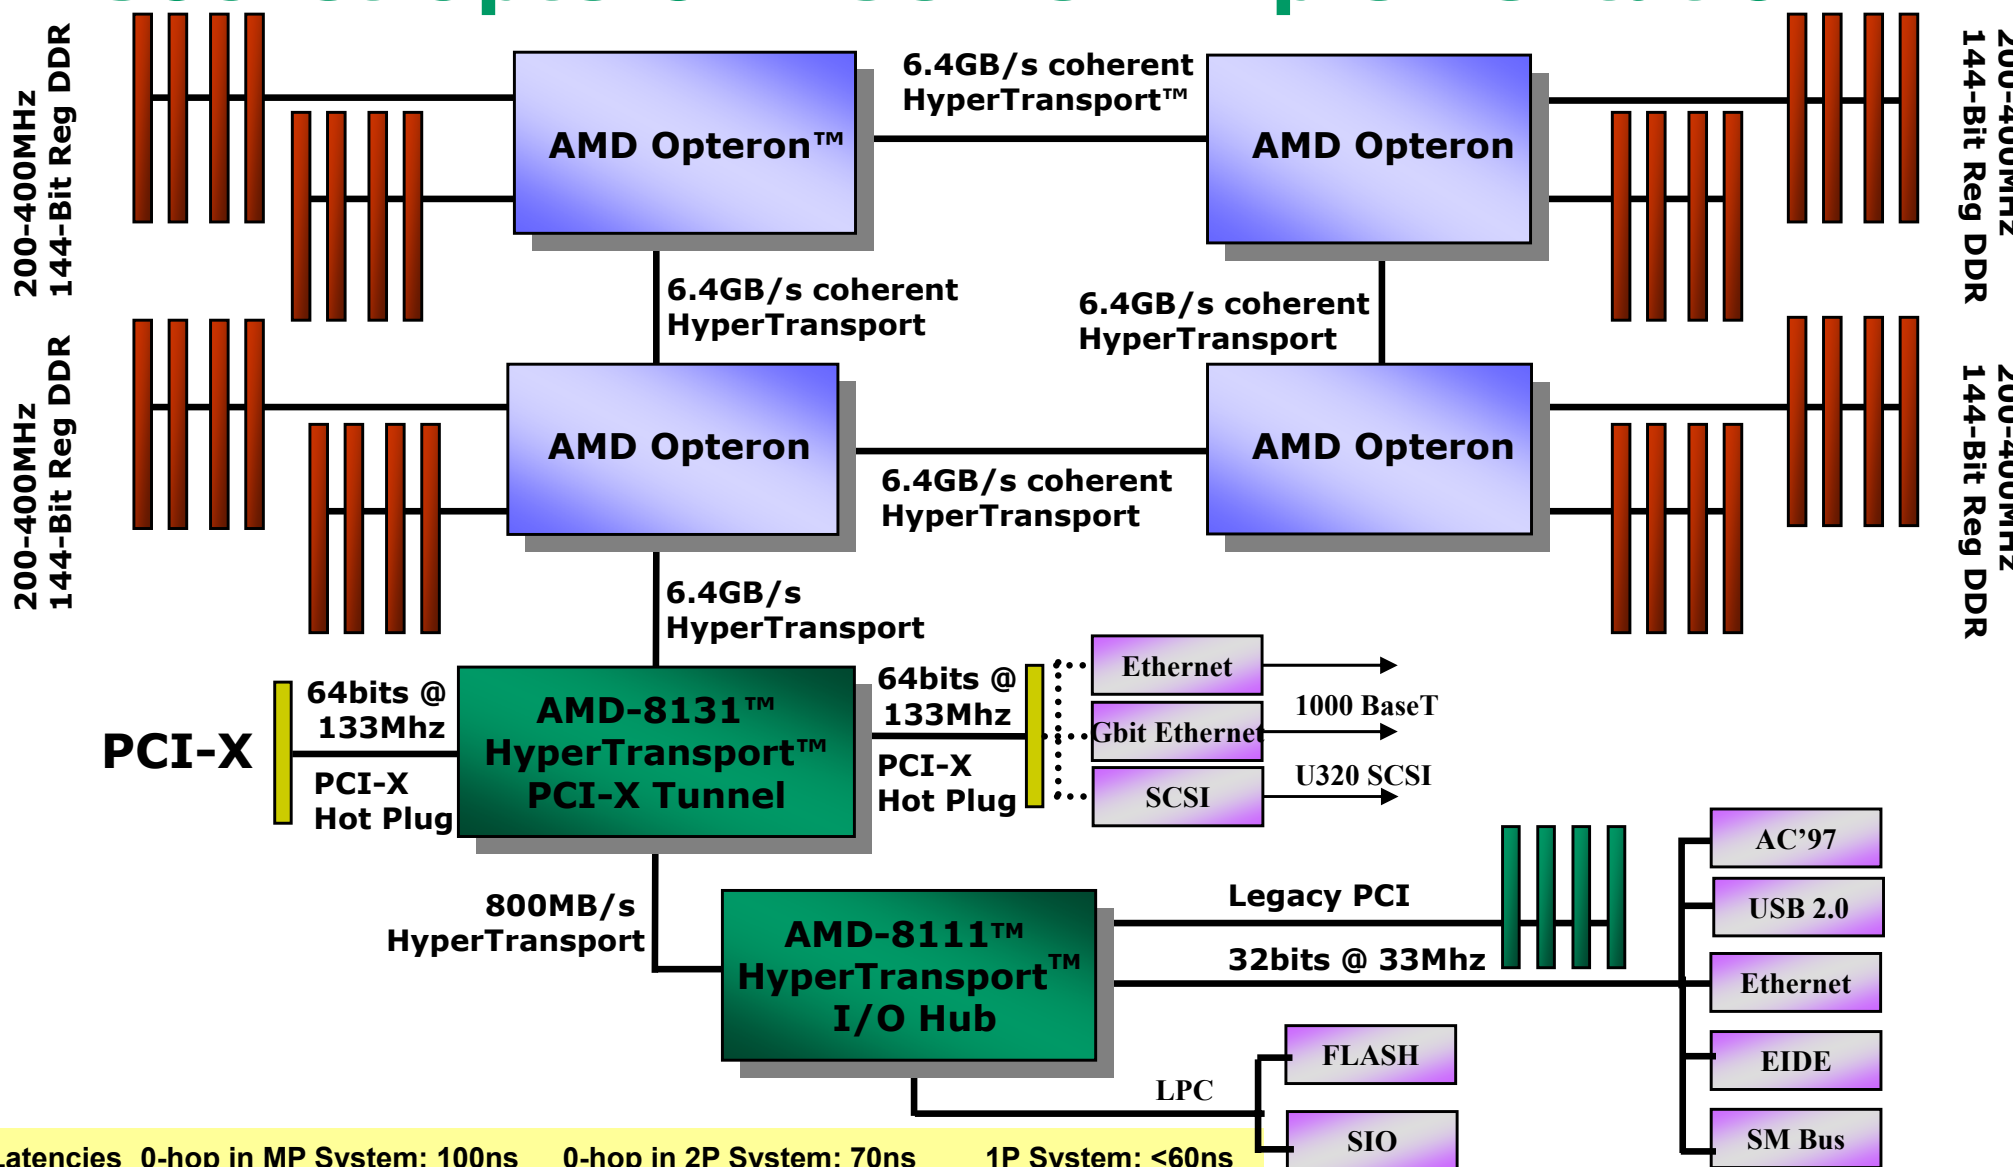 200-400MHz
144-Bit Reg DDR
AMD Opteron™
6.4GB/s coherent
HyperTransport™
AMD Opteron
200-400MHz
144-Bit Reg DDR
6.4GB/s coherent
HyperTransport
6.4GB/s coherent
HyperTransport
200-400MHz
144-Bit Reg DDR
AMD Opteron
6.4GB/s coherent
HyperTransport
AMD Opteron
200-400MHz
144-Bit Reg DDR
6.4GB/s
HyperTransport
PCI-X
64bits @
133Mhz
PCI-X
Hot Plug
AMD-8131™
HyperTransport™
PCI-X Tunnel
64bits @
133Mhz
PCI-X
Hot Plug
Ethernet
Gbit Ethernet
SCSI
1000 BaseT
U320 SCSI
800MB/s
HyperTransport
AMD-8111™
HyperTransport™
I/O Hub
Legacy PCI
32bits @ 33Mhz
AC’97
USB 2.0
Ethernet
EIDE
SM Bus
LPC
FLASH
SIO
Latencies 0-hop in MP System: 100ns 0-hop in 2P System: 70ns 1P System: <60ns